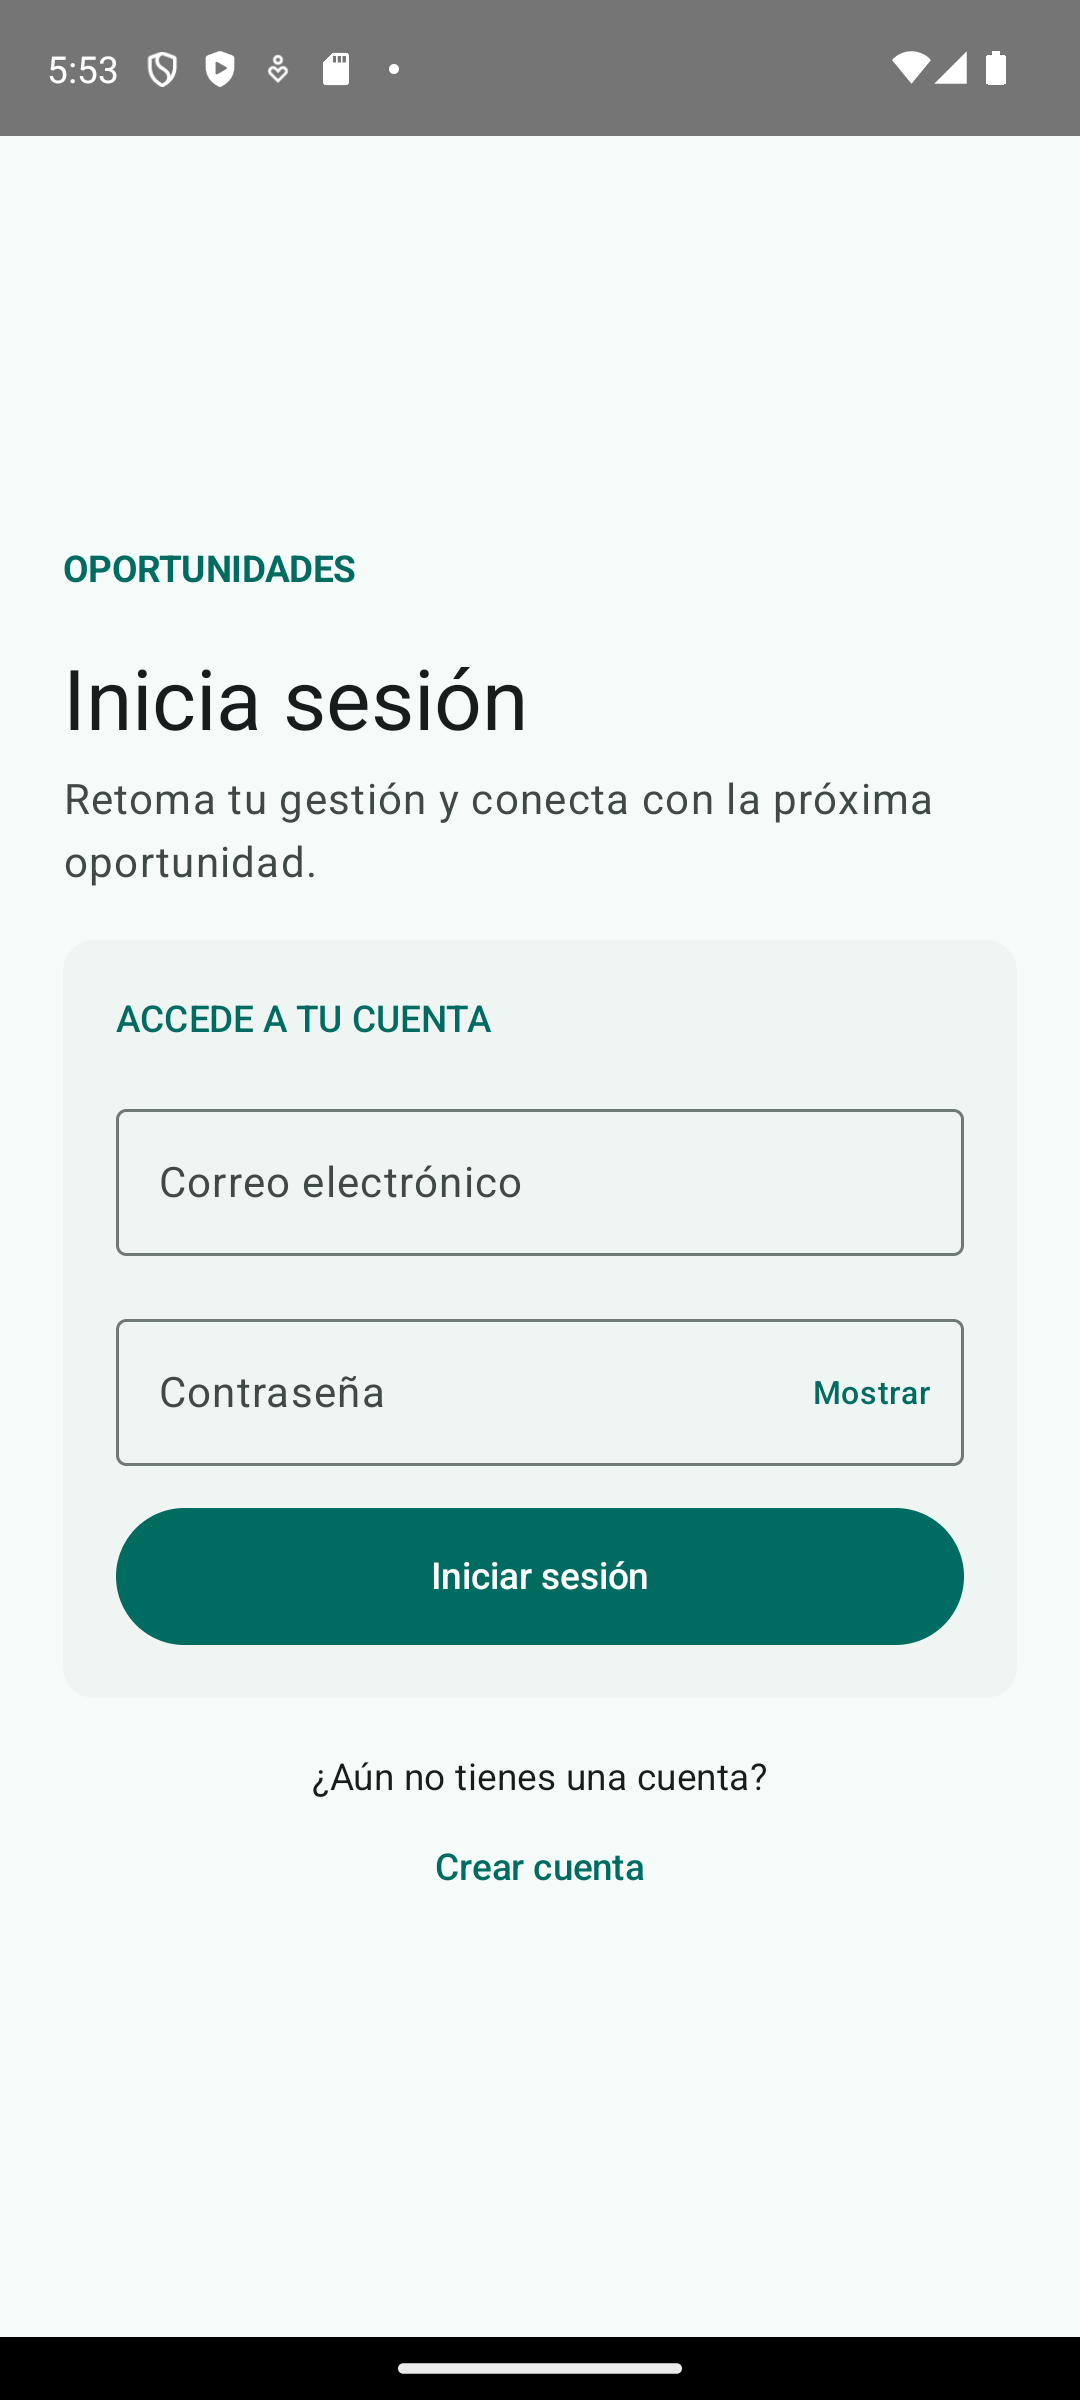 5:53
OPORTUNIDADES
Inicia sesión
Retoma tu gestión y conecta con la próxima
oportunidad.
ACCEDE A TU CUENTA
Correo electrónico
Contraseña
Mostrar
Iniciar sesión
¿Aún no tienes una cuenta?
Crear cuenta